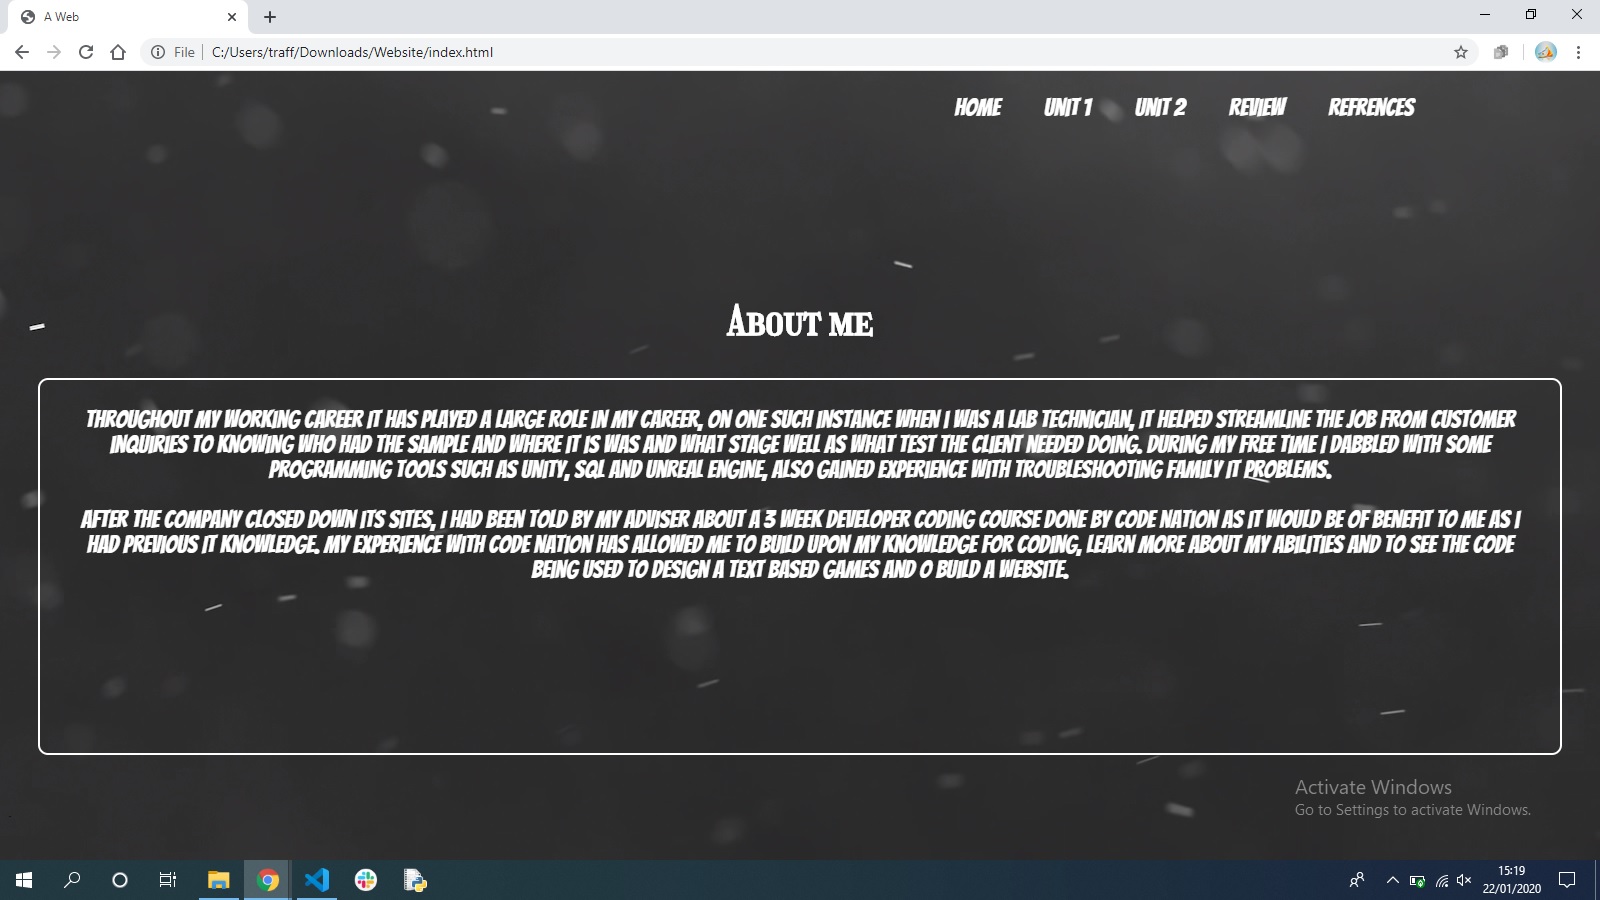 A Web
File
C:/Users/traff/Downloads/Website/index.html
HOME UNIT 1 UNIT 2 REVIEW REFRENCES
ABOUT ME
THROUGHOUT MY WORKING CAREER IT HAS PLAYED A LARGE ROLE IN MY CAREER, ON ONE SUCH INSTANCE WHEN I WAS A LAB TECHNICIAN, IT HELPED STREAMLINE THE JOB FROM CUSTOMER
INQUIRIES TO KNOWING WHO HAD THE SAMPLE AND WHERE IT IS WAS AND WHAT STAGE WELL AS WHAT TEST THE CLIENT NEEDED DOING. DURING MY FREE TIME I DABBLED WITH SOME
PROGRAMMING TOOLS SUCH AS UNITY, SQL AND UNREAL ENGINE, ALSO GAINED EXPERIENCE WITH TROUBLESHOOTING FAMILY IT PROBLEMS.
AFTER THE COMPANY CLOSED DOWN ITS SITES, I HAD BEEN TOLD BY MY ADVISER ABOUT A 3 WEEK DEVELOPER CODING COURSE DONE BY CODE NATION AS IT WOULD BE OF BENEFIT TO ME AS I
HAD PREVIOUS IT KNOWLEDGE. MY EXPERIENCE WITH CODE NATION HAS ALLOWED ME TO BUILD UPON MY KNOWLEDGE FOR CODING, LEARN MORE ABOUT MY ABILITIES AND TO SEE THE CODE
BEING USED TO DESIGN A TEXT BASED GAMES AND O BUILD A WEBSITE.
Activate Windows
Go to Settings to activate Windows.
15:19
22/01/2020